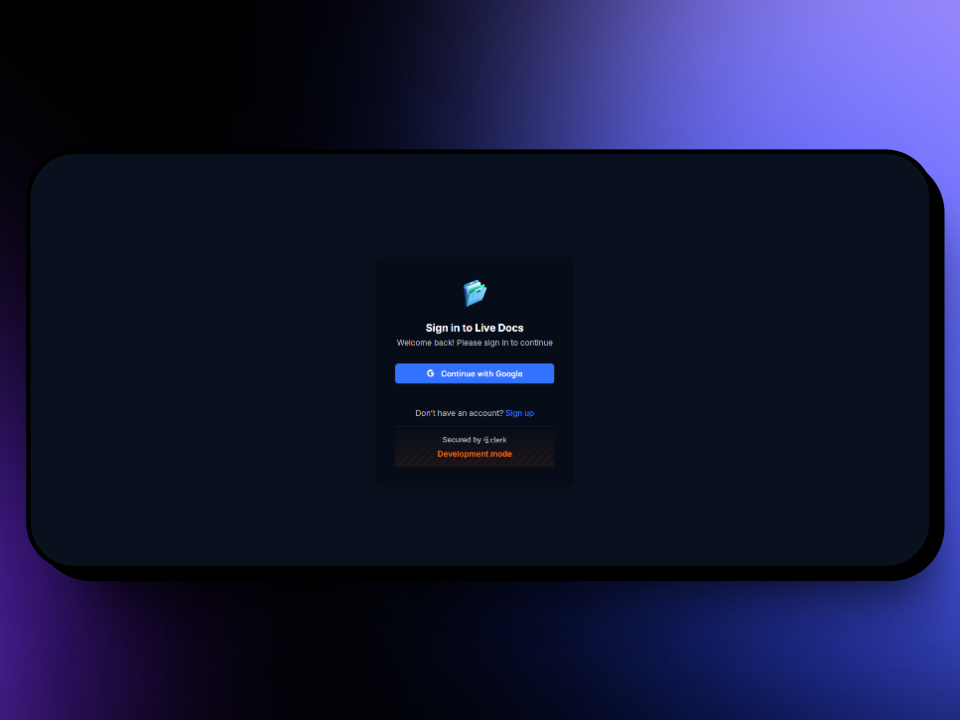 Sign in to Live Docs
Welcome back! Please sign in to continue
G Continue with Google
Don't have an account? Sign up
Secured by clerk
Development mode